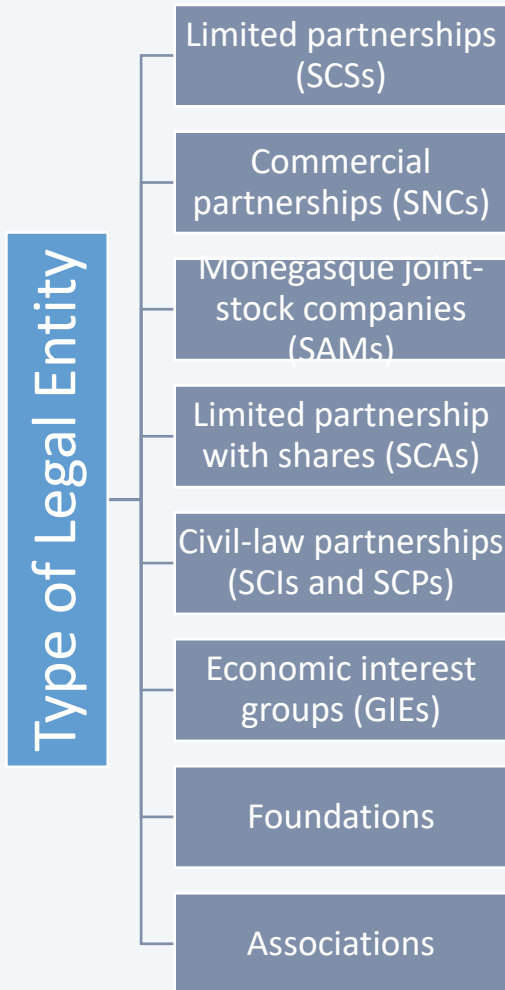 Type of Legal Entity
Limited partnerships
(SCSs)
Commercial
partnerships (SNCs)
Monegasque joint-
stock companies
(SAMs)
Limited partnership
with shares (SCAs)
Civil-law partnerships
(SCIs and SCPs)
Economic interest
groups (GIEs)
Foundations
Associations